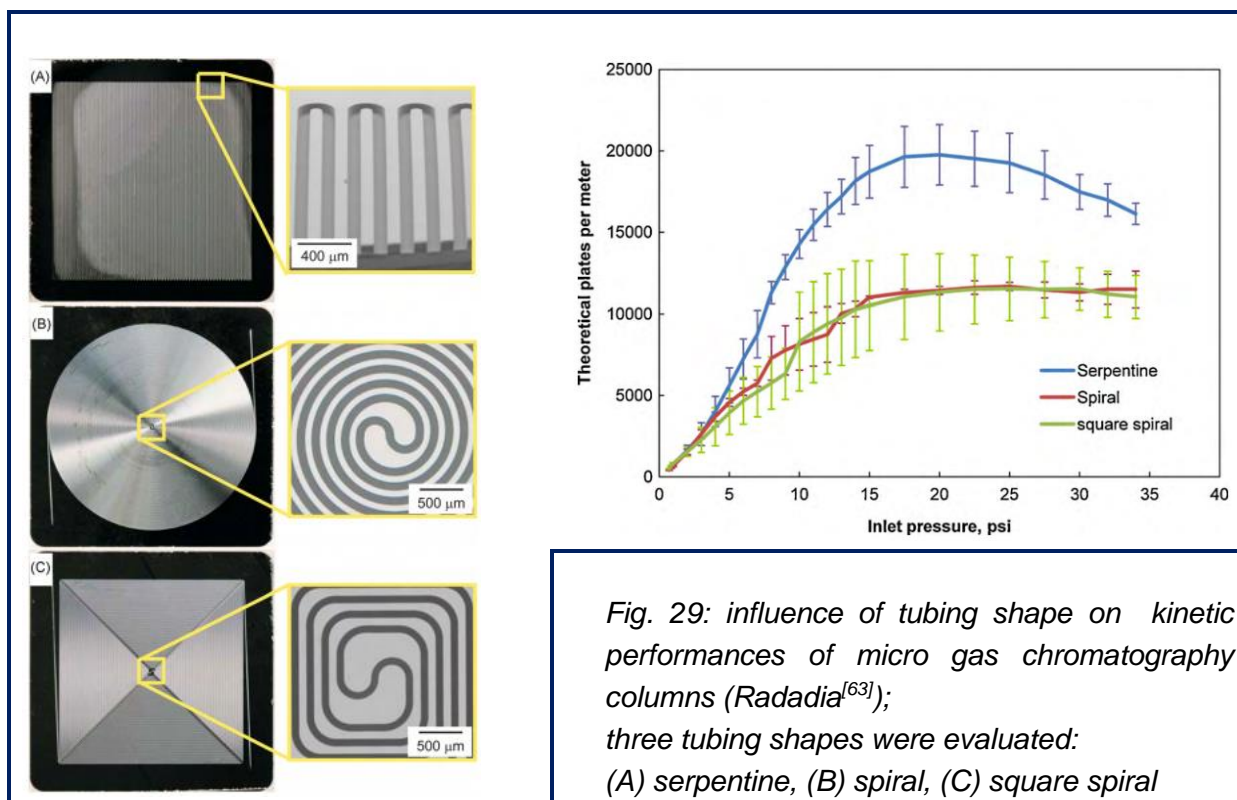 (A)
400 μm
(B)
500 μm
(C)
500 μm
25000
20000
15000
10000
5000
0
Theoretical plates per meter
0 5 10 15 20 25 30 35 40
Inlet pressure, psi
Serpentine
Spiral
square spiral
Fig. 29: influence of tubing shape on kinetic
performances of micro gas chromatography
columns (Radadia[63]);
three tubing shapes were evaluated:
(A) serpentine, (B) spiral, (C) square spiral